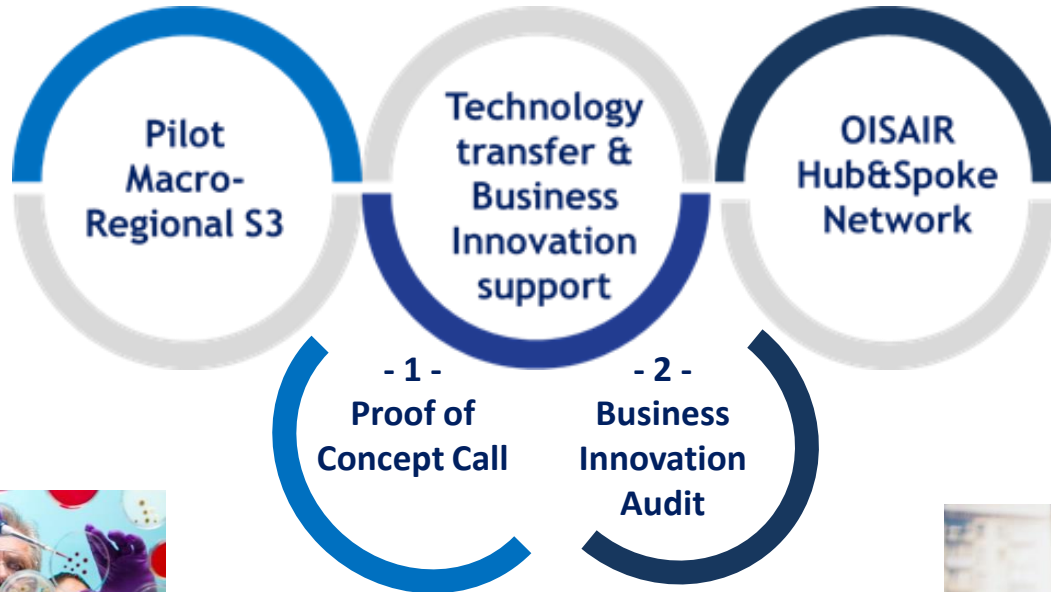 Pilot
Macro-
Regional S3
Technology
transfer &
Business
Innovation
support
OISAIR
Hub&Spoke
Network
- 1 -
Proof of
Concept Call
- 2 -
Business
Innovation
Audit